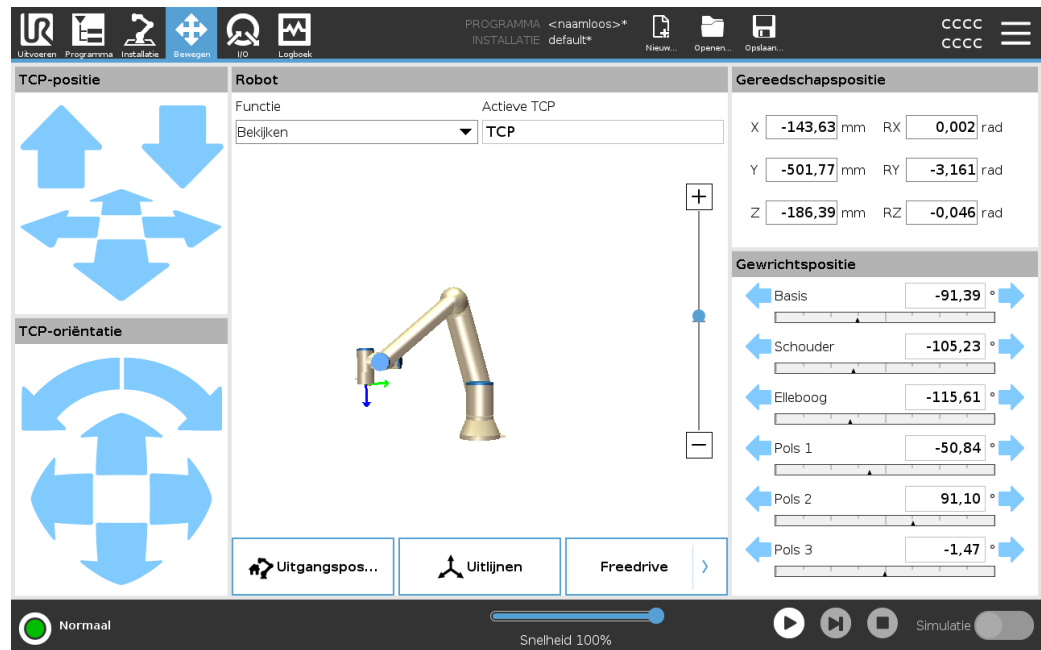 UR
Uitvoeren Programma Installatie Bewegen I/O Logboek
PROGRAMMA <naamloos>*
INSTALLATIE default*
Nieuw... Openen... Opslaan...
CCCC
CCCC
TCP-positie
TCP-oriëntatie
Robot
Functie Actieve TCP
Bekijken TCP
+
−
Uitgangspos... Uitlijnen Freedrive >
Gereedschapspositie
X -143,63 mm RX 0,002 rad
Y -501,77 mm RY -3,161 rad
Z -186,39 mm RZ -0,046 rad
Gewrichtspositie
Basis -91,39 °
Schouder -105,23 °
Elleboog -115,61 °
Pols 1 -50,84 °
Pols 2 91,10 °
Pols 3 -1,47 °
Normaal
Snelheid 100%
Simulatie